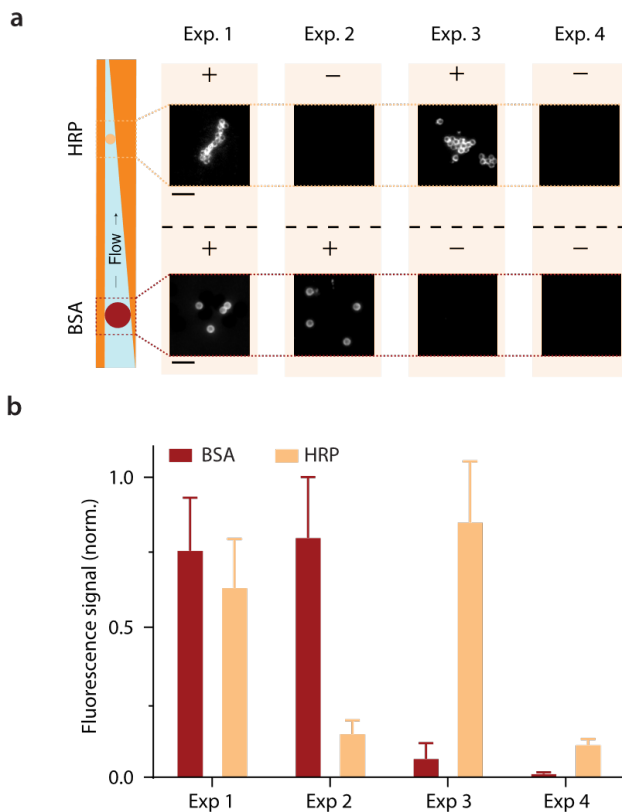 a
Exp. 1 Exp. 2 Exp. 3 Exp. 4
+ − + −
HRP
Flow →
+ + − −
BSA
b
BSA HRP
Fluorescence signal (norm.)
1.0
0.5
0.0
Exp 1 Exp 2 Exp 3 Exp 4